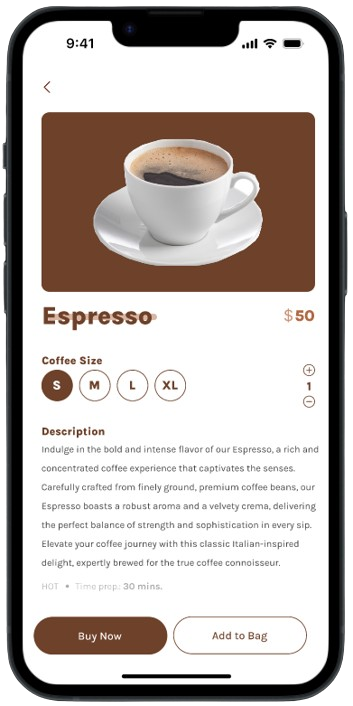 9:41
Espresso
$50
Coffee Size
S M L XL
1
Description
Indulge in the bold and intense flavor of our Espresso, a rich and
concentrated coffee experience that captivates the senses.
Carefully crafted from finely ground, premium coffee beans, our
Espresso boasts a robust aroma and a velvety crema, delivering
the perfect balance of strength and sophistication in every sip.
Elevate your coffee journey with this classic Italian-inspired
delight, expertly brewed for the true coffee connoisseur.
HOT • Time prep: 30 mins.
Buy Now
Add to Bag